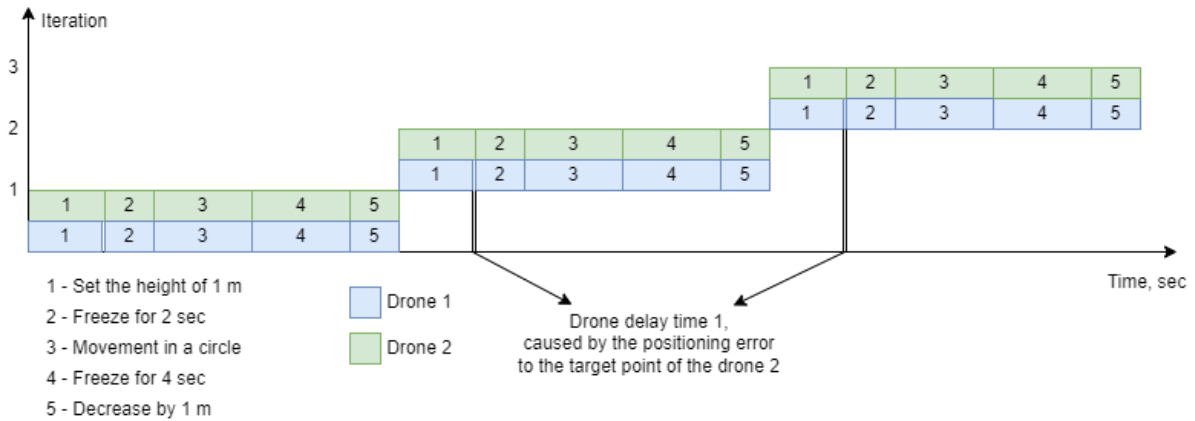 Iteration
3
1 2 3 4 5
1 2 3 4 5
2
1 2 3 4 5
1 2 3 4 5
1
1 2 3 4 5
1 2 3 4 5
Time, sec
1 - Set the height of 1 m
2 - Freeze for 2 sec
3 - Movement in a circle
4 - Freeze for 4 sec
5 - Decrease by 1 m
Drone 1
Drone 2
Drone delay time 1,
caused by the positioning error
to the target point of the drone 2